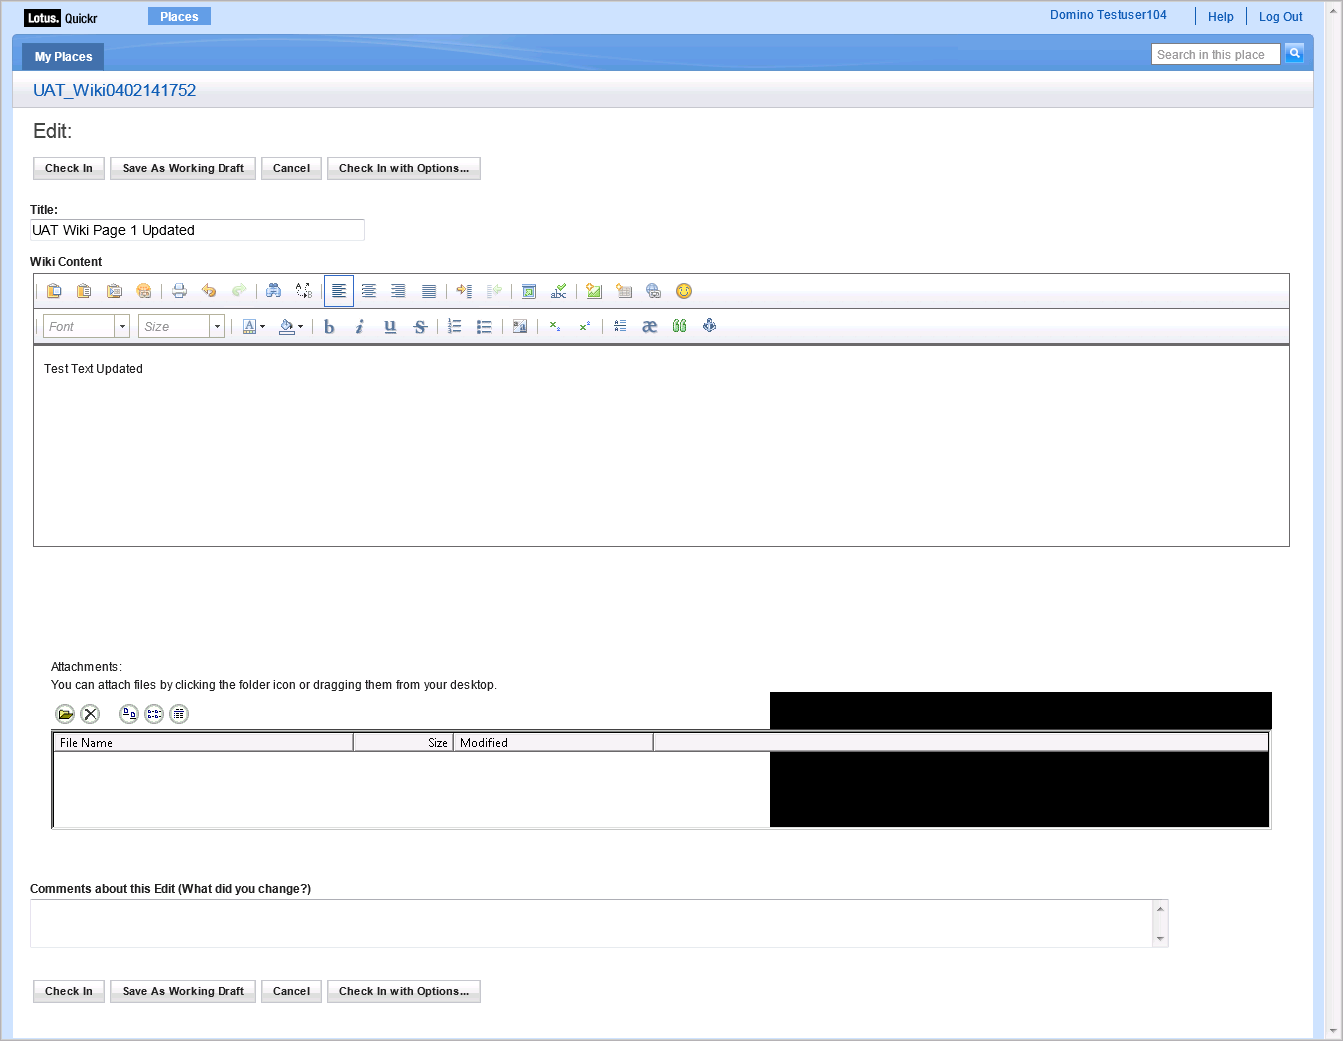 Lotus. Quickr
Places
Domino Testuser104
Help
Log Out
My Places
Search in this place
UAT_Wiki0402141752
Edit:
Check In
Save As Working Draft
Cancel
Check In with Options...
Title:
UAT Wiki Page 1 Updated
Wiki Content
Font
Size
Test Text Updated
Attachments:
You can attach files by clicking the folder icon or dragging them from your desktop.
File Name
Size
Modified
Comments about this Edit (What did you change?)
Check In
Save As Working Draft
Cancel
Check In with Options...